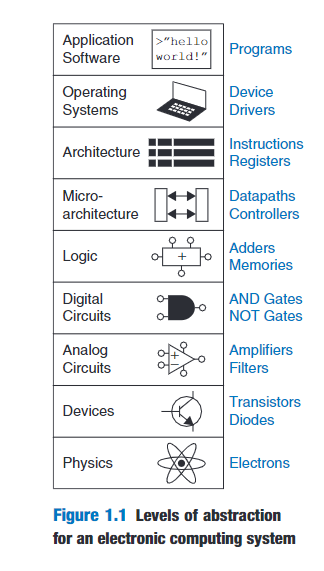 Application
Software
>"hello
world!"
Programs
Operating
Systems
Device
Drivers
Architecture
Instructions
Registers
Micro-
architecture
Datapaths
Controllers
Logic
+
Adders
Memories
Digital
Circuits
AND Gates
NOT Gates
Analog
Circuits
+
−
Amplifiers
Filters
Devices
Transistors
Diodes
Physics
Electrons
Figure 1.1 Levels of abstraction
for an electronic computing system